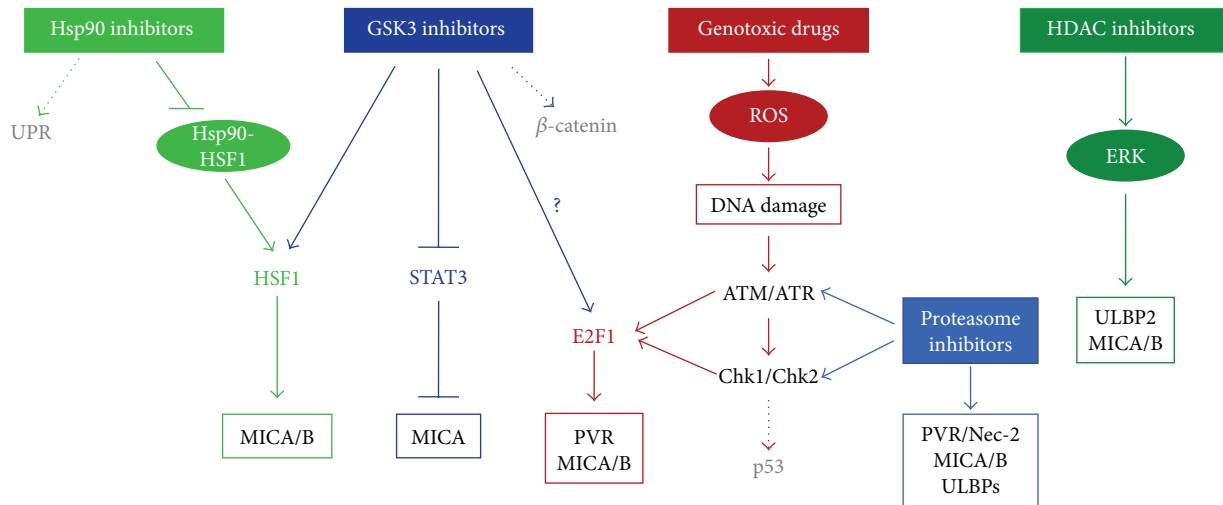 Hsp90 inhibitors
GSK3 inhibitors
Genotoxic drugs
HDAC inhibitors
UPR
Hsp90-
HSF1
β-catenin
ROS
ERK
?
DNA damage
HSF1
STAT3
ATM/ATR
E2F1
Proteasome
inhibitors
ULBP2
MICA/B
Chk1/Chk2
MICA/B
MICA
PVR
MICA/B
p53
PVR/Nec-2
MICA/B
ULBPs